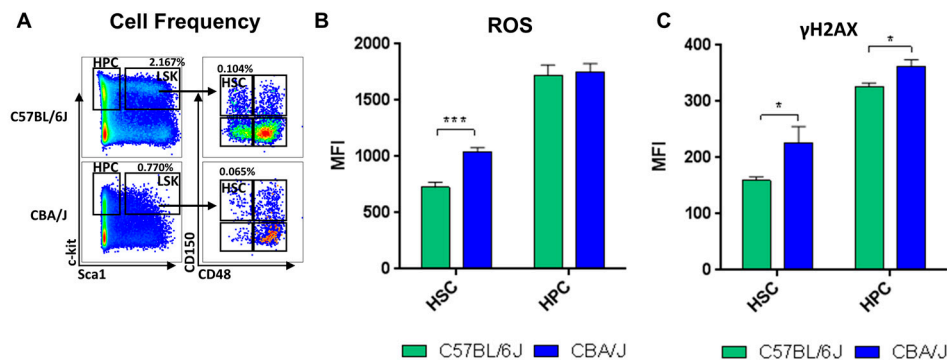 A
Cell Frequency
HPC
2.167%
LSK
0.104%
HSC
C57BL/6J
HPC
0.770%
LSK
0.065%
HSC
CBA/J
c-kit
Sca1
CD150
CD48
B
ROS
2000
1500
1000
500
0
MFI
***
HSC
HPC
C57BL/6J
CBA/J
C
γH2AX
400
300
200
100
0
MFI
*
*
HSC
HPC
C57BL/6J
CBA/J